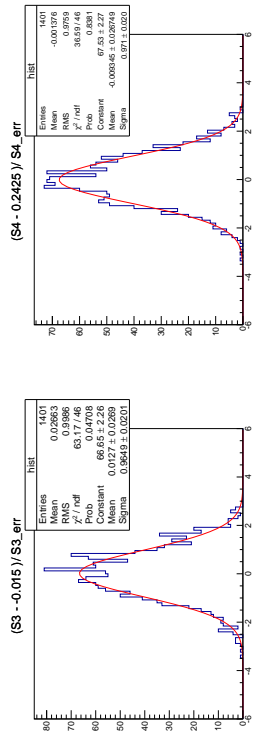 (S3 - -0.015 ) / S3_err
hist
Entries 1401
Mean 0.02663
RMS 0.9986
χ² / ndf 63.17 / 46
Prob 0.04708
Constant 66.65 ± 2.26
Mean 0.0127 ± 0.0269
Sigma 0.9649 ± 0.0201
80
70
60
50
40
30
20
10
0
-6 -4 -2 0 2 4 6
(S4 - 0.2425 ) / S4_err
hist
Entries 1401
Mean -0.001376
RMS 0.9759
χ² / ndf 36.59 / 46
Prob 0.8381
Constant 67.53 ± 2.27
Mean -0.009345 ± 0.026749
Sigma 0.971 ± 0.020
70
60
50
40
30
20
10
0
-6 -4 -2 0 2 4 6